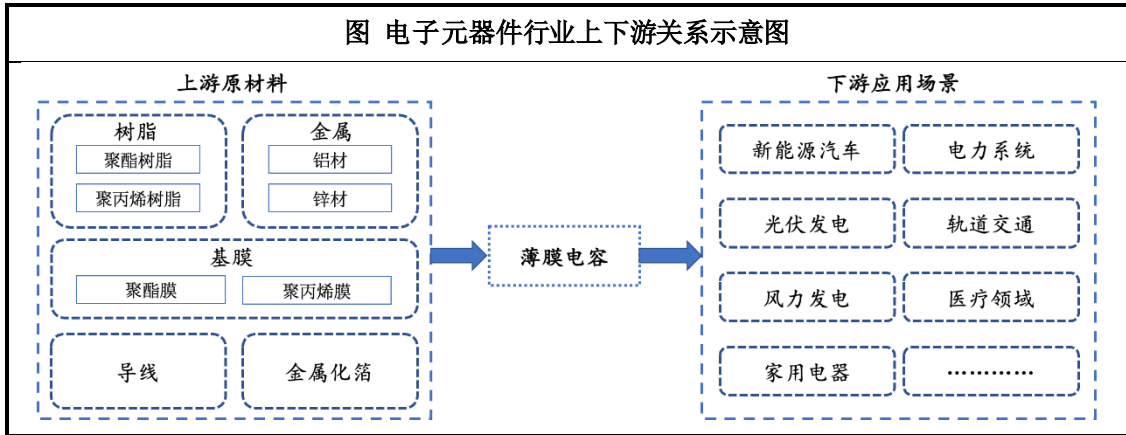 图 电子元器件行业上下游关系示意图
上游原材料
树脂
聚酯树脂
聚丙烯树脂
金属
铝材
锌材
基膜
聚酯膜
聚丙烯膜
导线
金属化箔
薄膜电容
下游应用场景
新能源汽车
电力系统
光伏发电
轨道交通
风力发电
医疗领域
家用电器
…………